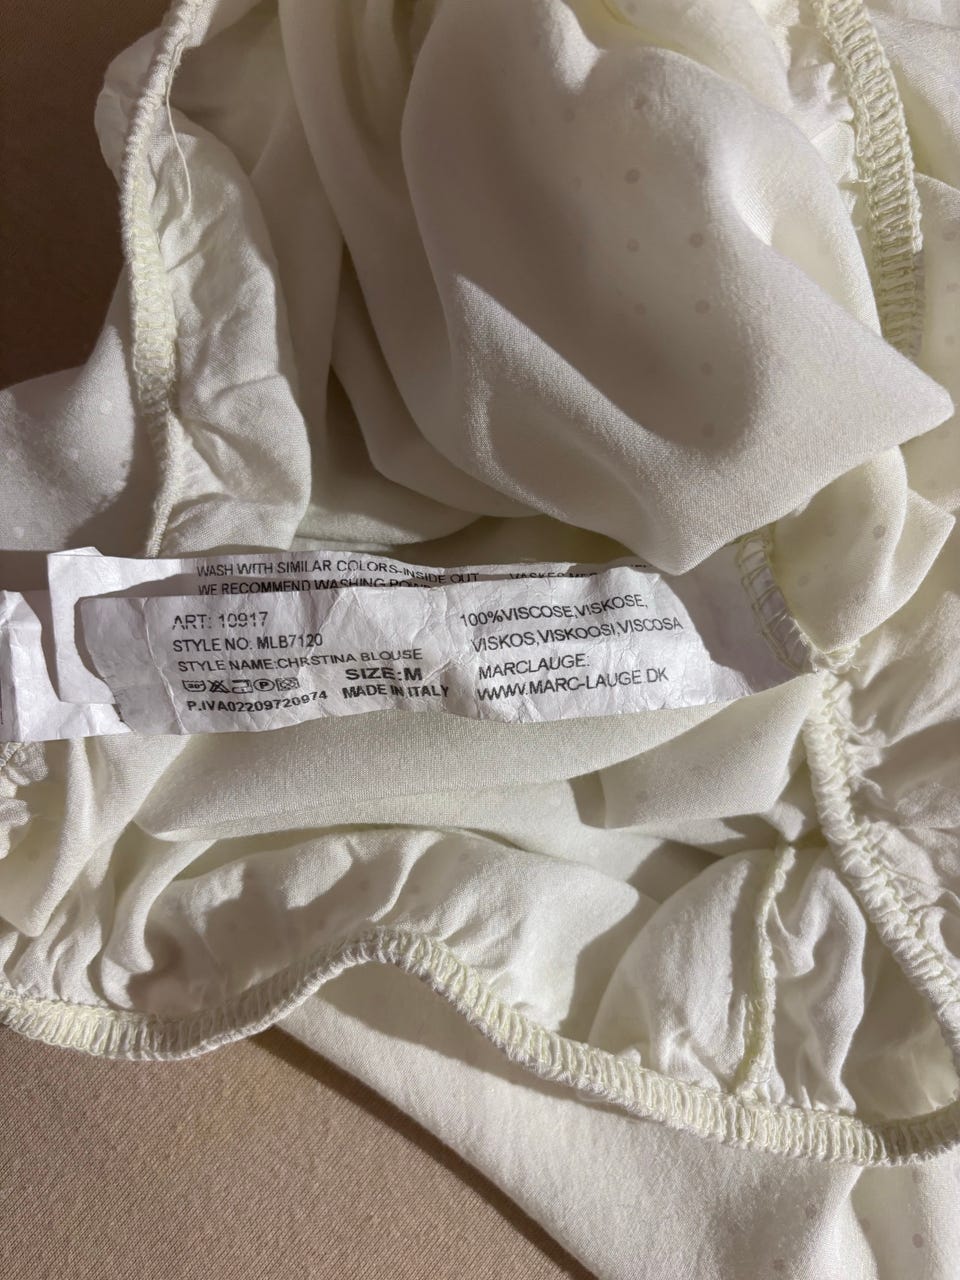 WASH WITH SIMILAR COLORS-INSIDE OUT
WE RECOMMEND WASHING
ART: 10917
STYLE NO. MLB7120
STYLE NAME:CHRSTINA BLOUSE
SIZE:M
P.IVA02209720974 MADE IN ITALY
100%VISCOSE,VISKOSE,
VISKOS,VISKOOSI,VISCOSA
MARCLAUGE:
WWW.MARC-LAUGE.DK